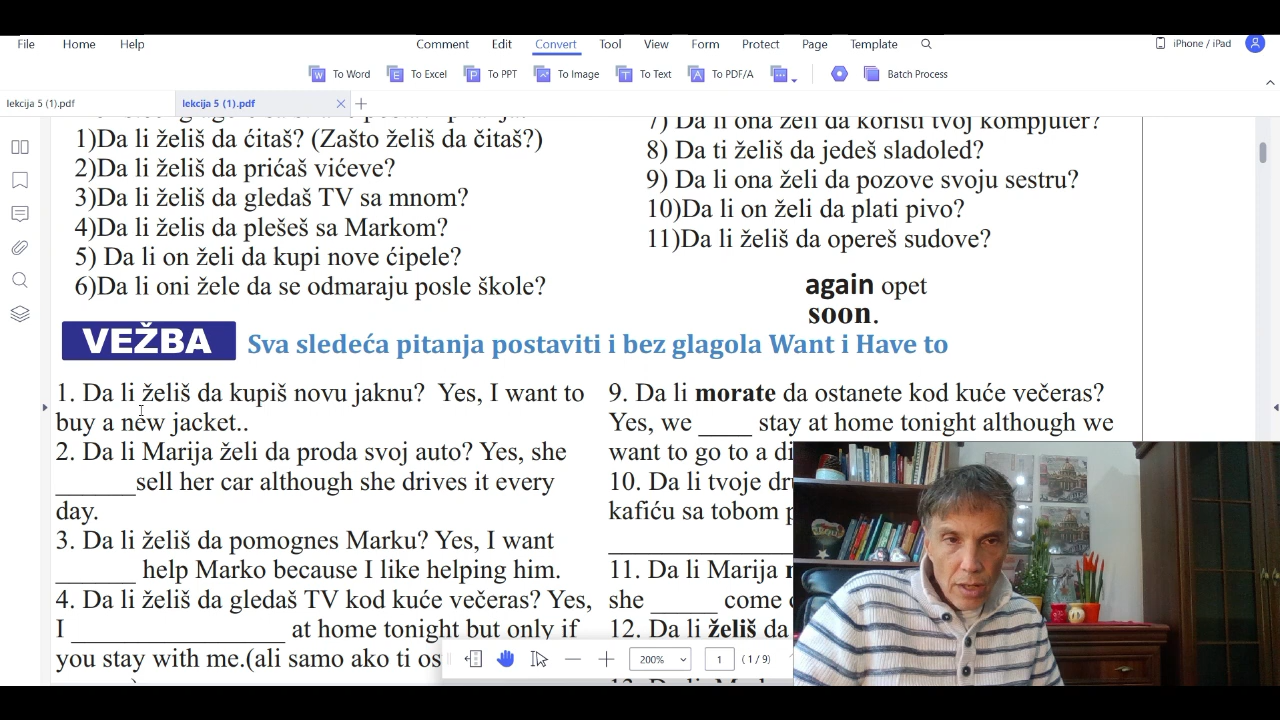 File Home Help Comment Edit Convert Tool View Form Protect Page Template iPhone / iPad
To Word To Excel To PPT To Image To Text To PDF/A Batch Process
lekcija 5 (1).pdf lekcija 5 (1).pdf
1)Da li želiš da ćitaš? (Zašto želiš da čitaš?)
2)Da li želiš da prićaš vićeve?
3)Da li želiš da gledaš TV sa mnom?
4)Da li želis da plešeš sa Markom?
5) Da li on želi da kupi nove ćipele?
6)Da li oni žele da se odmaraju posle škole?
7) Da li ona želi da koristi tvoj kompjuter?
8) Da ti želiš da jedeš sladoled?
9) Da li ona želi da pozove svoju sestru?
10)Da li on želi da plati pivo?
11)Da li želiš da opereš sudove?
again opet
soon.
VEŽBA Sva sledeća pitanja postaviti i bez glagola Want i Have to
1. Da li želiš da kupiš novu jaknu? Yes, I want to
buy a new jacket..
2. Da li Marija želi da proda svoj auto? Yes, she
______sell her car although she drives it every
day.
3. Da li želiš da pomognes Marku? Yes, I want
______ help Marko because I like helping him.
4. Da li želiš da gledaš TV kod kuće večeras? Yes,
I ________________ at home tonight but only if
you stay with me.(ali samo ako ti os
9. Da li morate da ostanete kod kuće večeras?
Yes, we ____ stay at home tonight although we
want to go to a di
10. Da li tvoje dr
kafiću sa tobom p
11. Da li Marija
she _____ come
12. Da li želiš da
200% 1 (1/9)